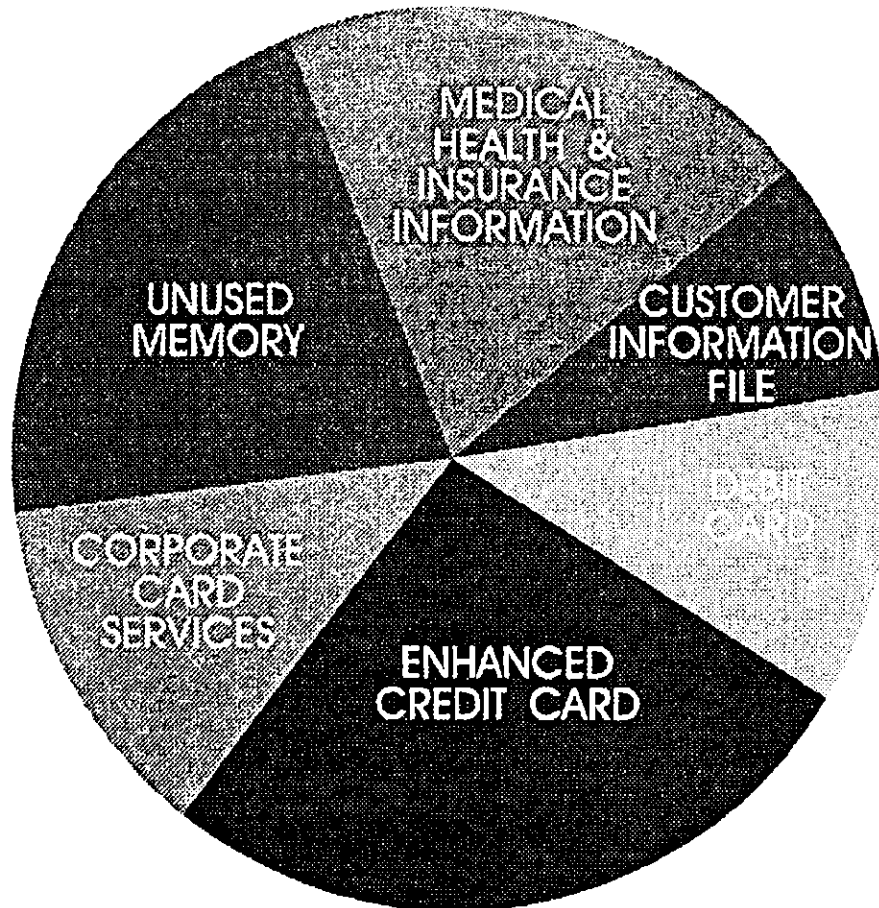 MEDICAL
HEALTH &
INSURANCE
INFORMATION
CUSTOMER
INFORMATION
FILE
DEBIT
CARD
ENHANCED
CREDIT CARD
CORPORATE
CARD
SERVICES
UNUSED
MEMORY